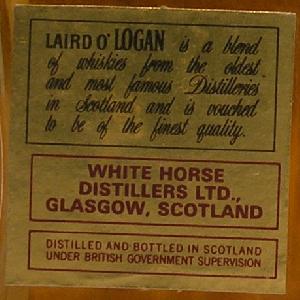 LAIRD O' LOGAN is a blend
of whiskies from the oldest
and most famous Distilleries
in Scotland and is vouched
to be of the finest quality.
WHITE HORSE
DISTILLERS LTD.,
GLASGOW, SCOTLAND
DISTILLED AND BOTTLED IN SCOTLAND
UNDER BRITISH GOVERNMENT SUPERVISION